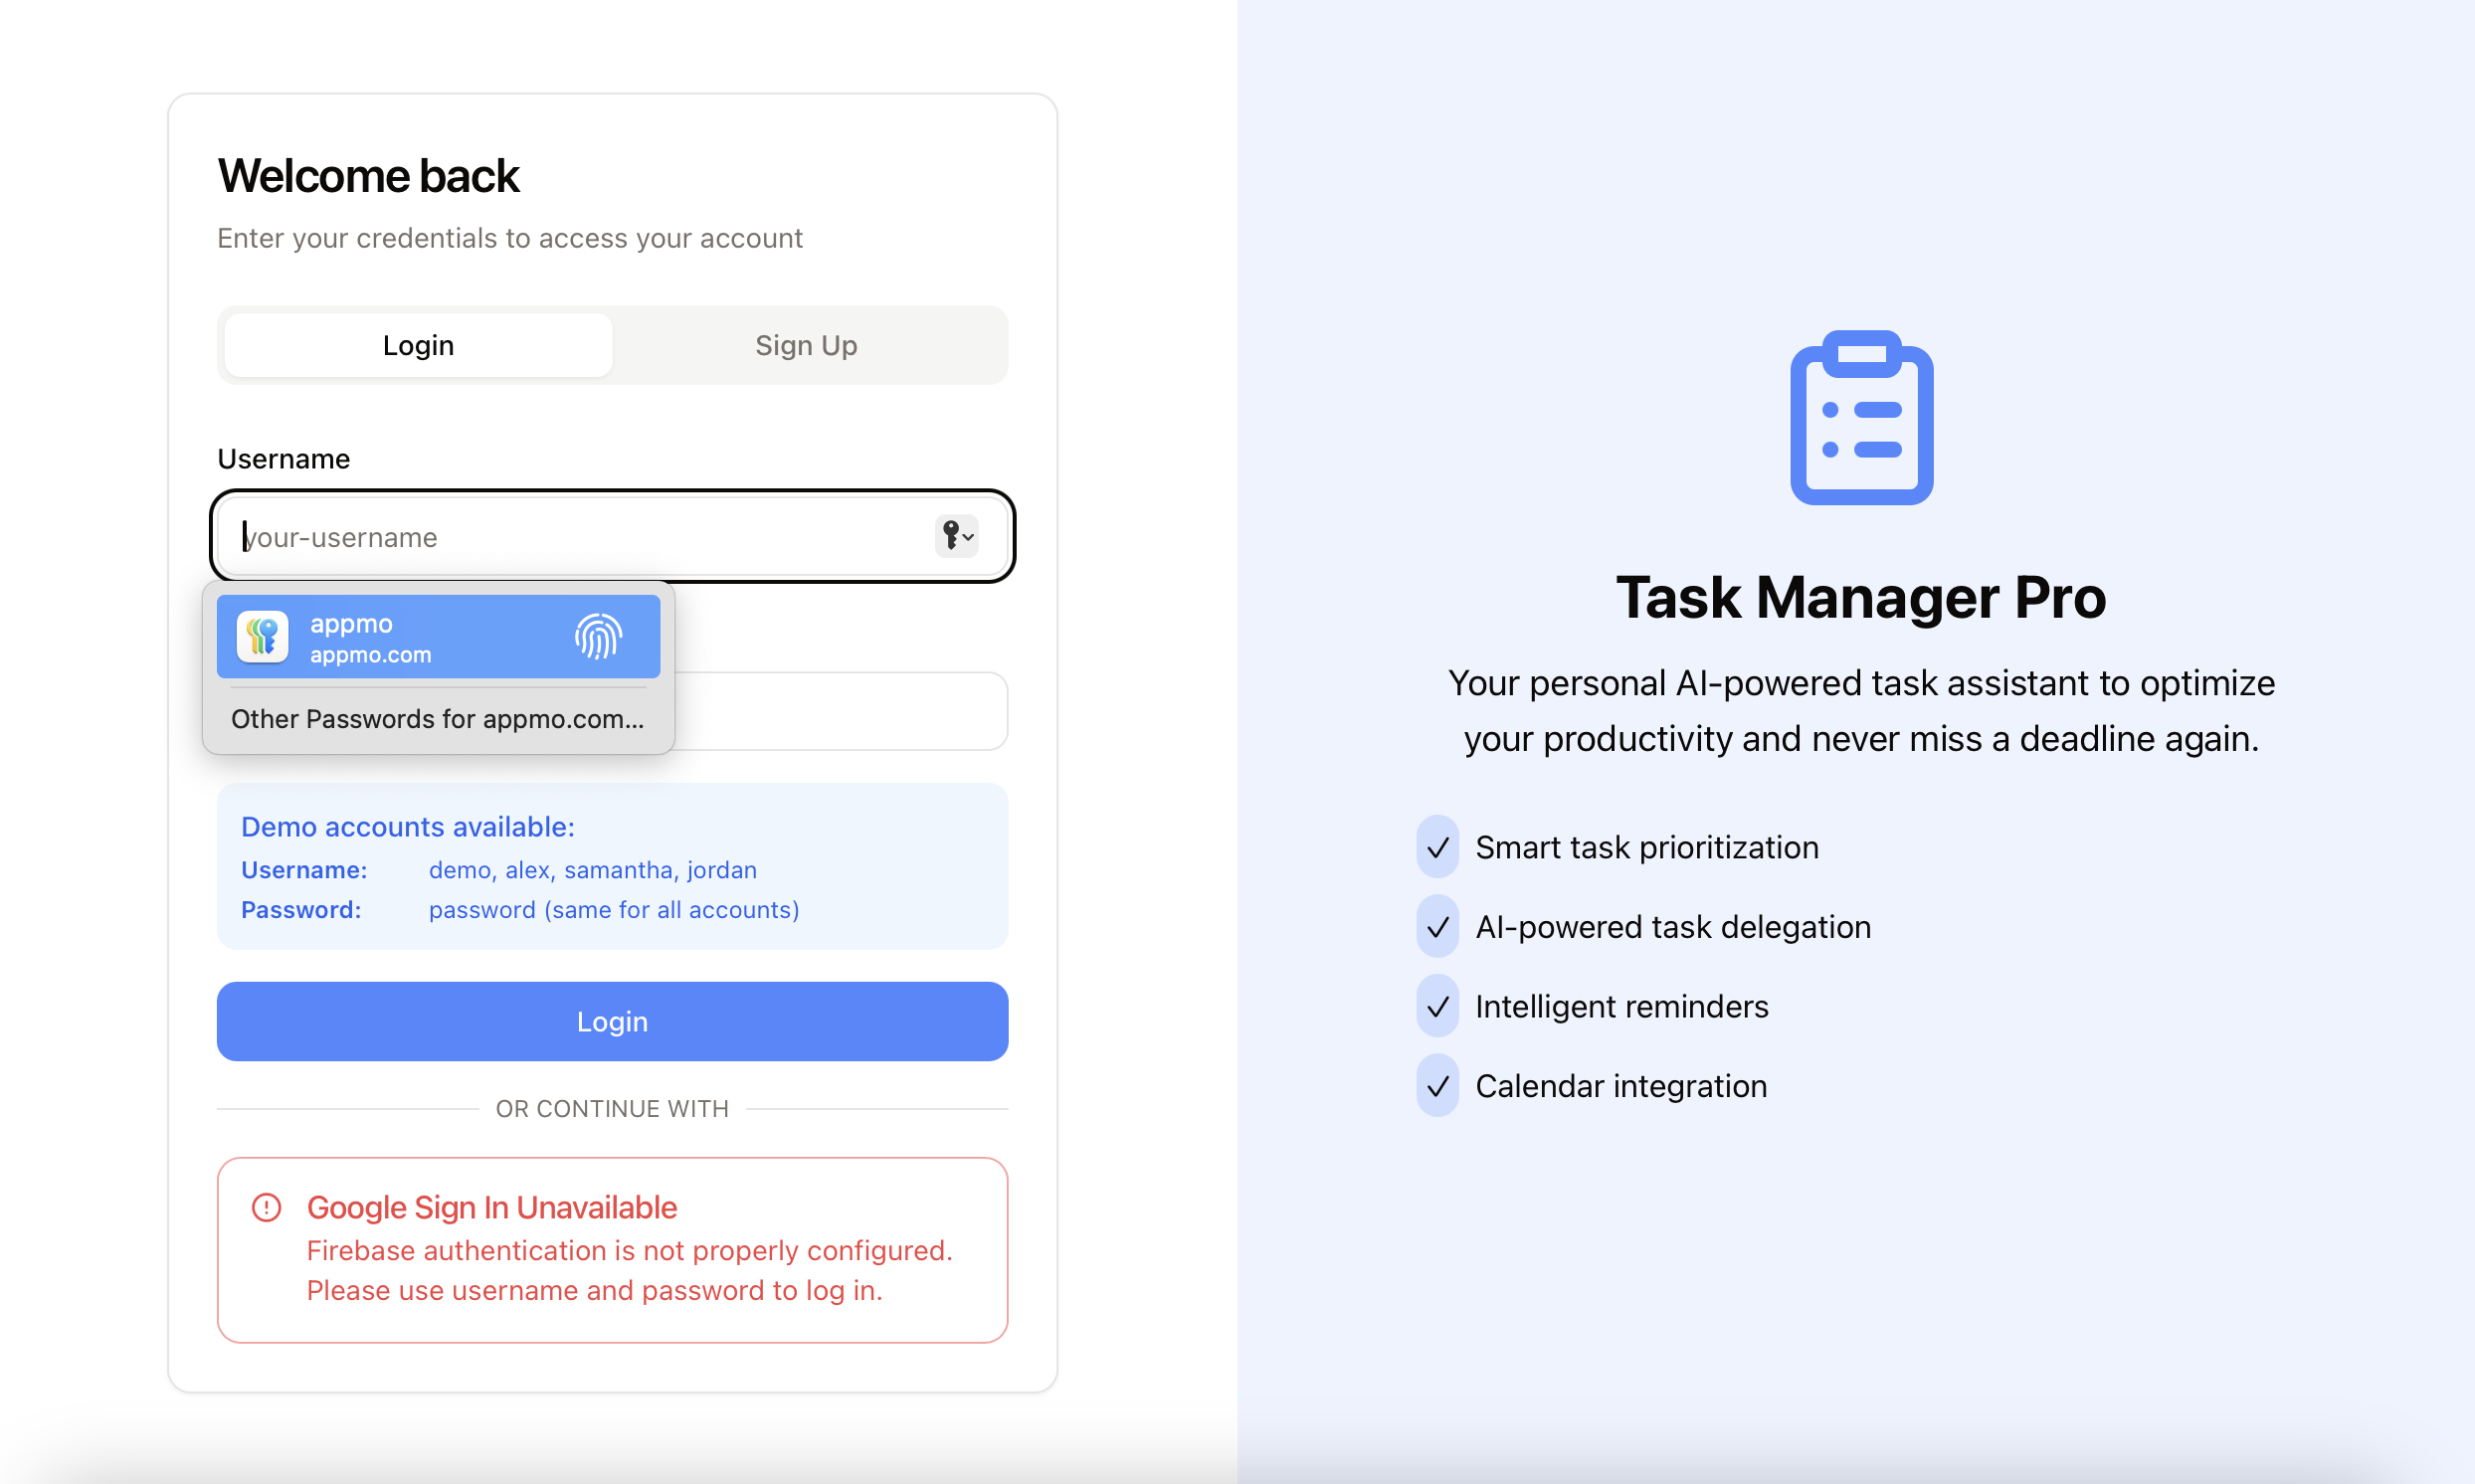 Welcome back
Enter your credentials to access your account
Login
Sign Up
Username
your-username
appmo
appmo.com
Other Passwords for appmo.com...
Demo accounts available:
Username: demo, alex, samantha, jordan
Password: password (same for all accounts)
Login
OR CONTINUE WITH
Google Sign In Unavailable
Firebase authentication is not properly configured.
Please use username and password to log in.
Task Manager Pro
Your personal AI-powered task assistant to optimize
your productivity and never miss a deadline again.
Smart task prioritization
AI-powered task delegation
Intelligent reminders
Calendar integration